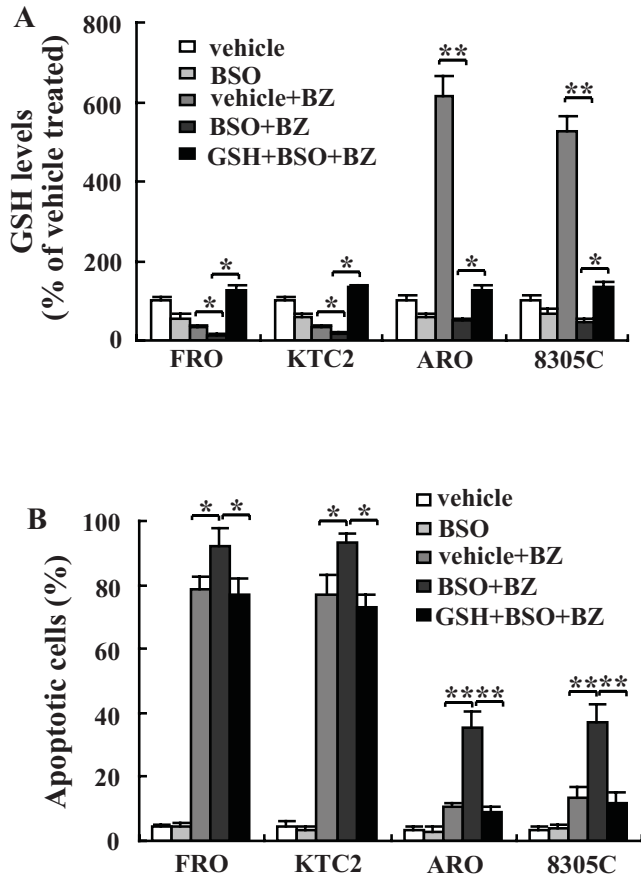 A
800
600
400
200
0
GSH levels
(% of vehicle treated)
vehicle
BSO
vehicle+BZ
BSO+BZ
GSH+BSO+BZ
**
**
*
*
*
*
*
*
FRO KTC2 ARO 8305C
B
100
80
60
40
20
0
Apoptotic cells (%)
vehicle
BSO
vehicle+BZ
BSO+BZ
GSH+BSO+BZ
* * * *
**** ****
FRO KTC2 ARO 8305C